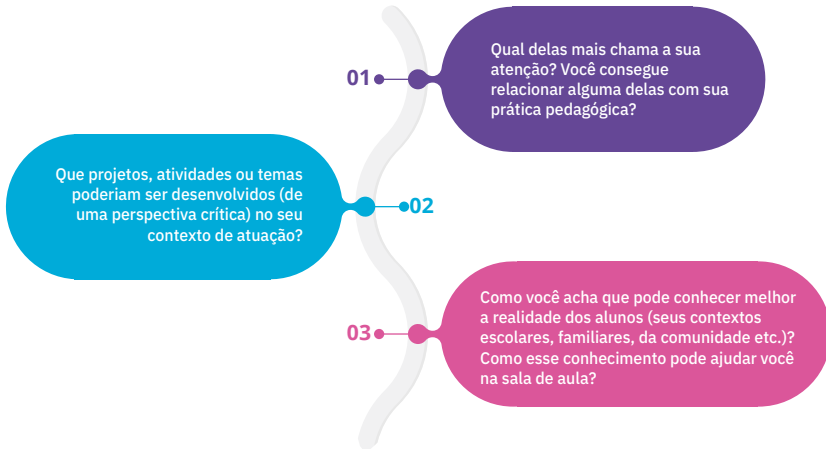 01
Qual delas mais chama a sua
atenção? Você consegue
relacionar alguma delas com sua
prática pedagógica?
Que projetos, atividades ou temas
poderiam ser desenvolvidos (de
uma perspectiva crítica) no seu
contexto de atuação?
02
03
Como você acha que pode conhecer melhor
a realidade dos alunos (seus contextos
escolares, familiares, da comunidade etc.)?
Como esse conhecimento pode ajudar você
na sala de aula?